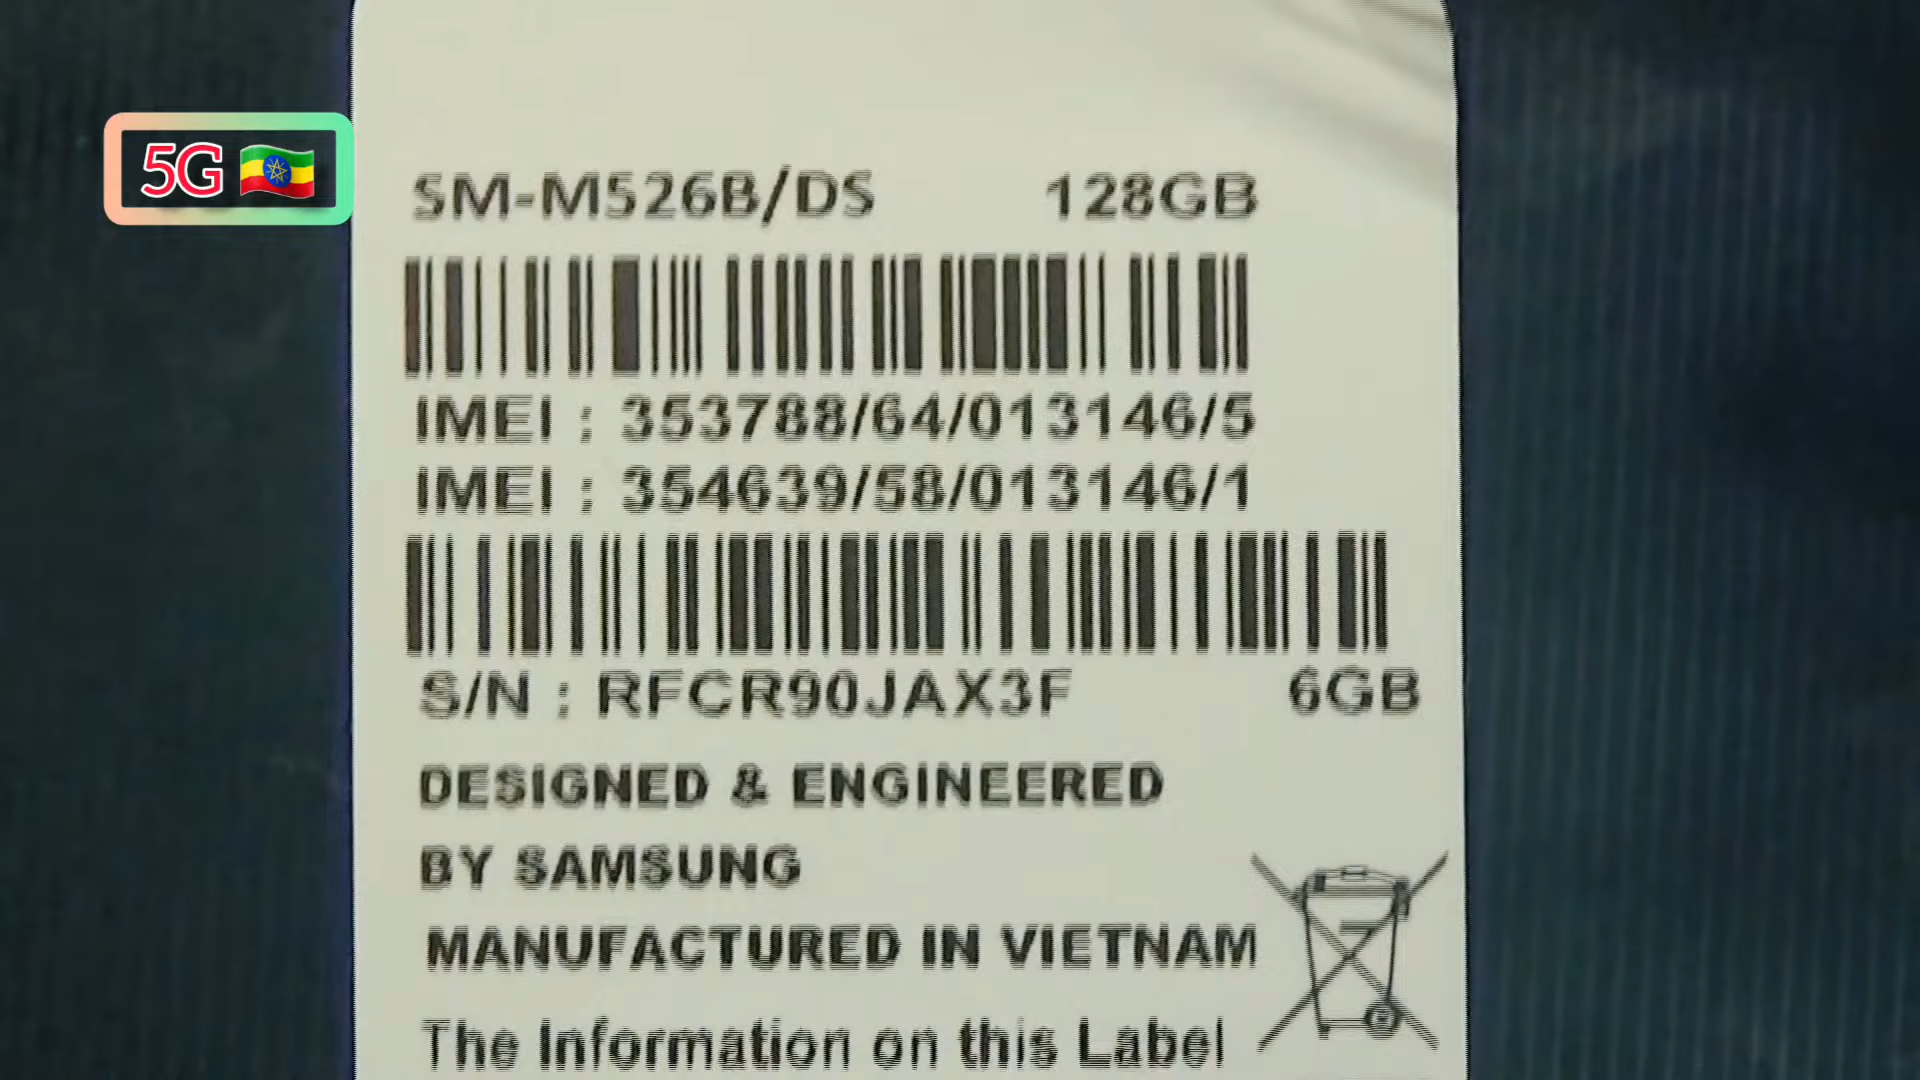 5G
SM-M526B/DS 128GB
IMEI : 353788/64/013146/5
IMEI : 354639/58/013146/1
S/N : RFCR90JAX3F 6GB
DESIGNED & ENGINEERED
BY SAMSUNG
MANUFACTURED IN VIETNAM
The Information on this Label